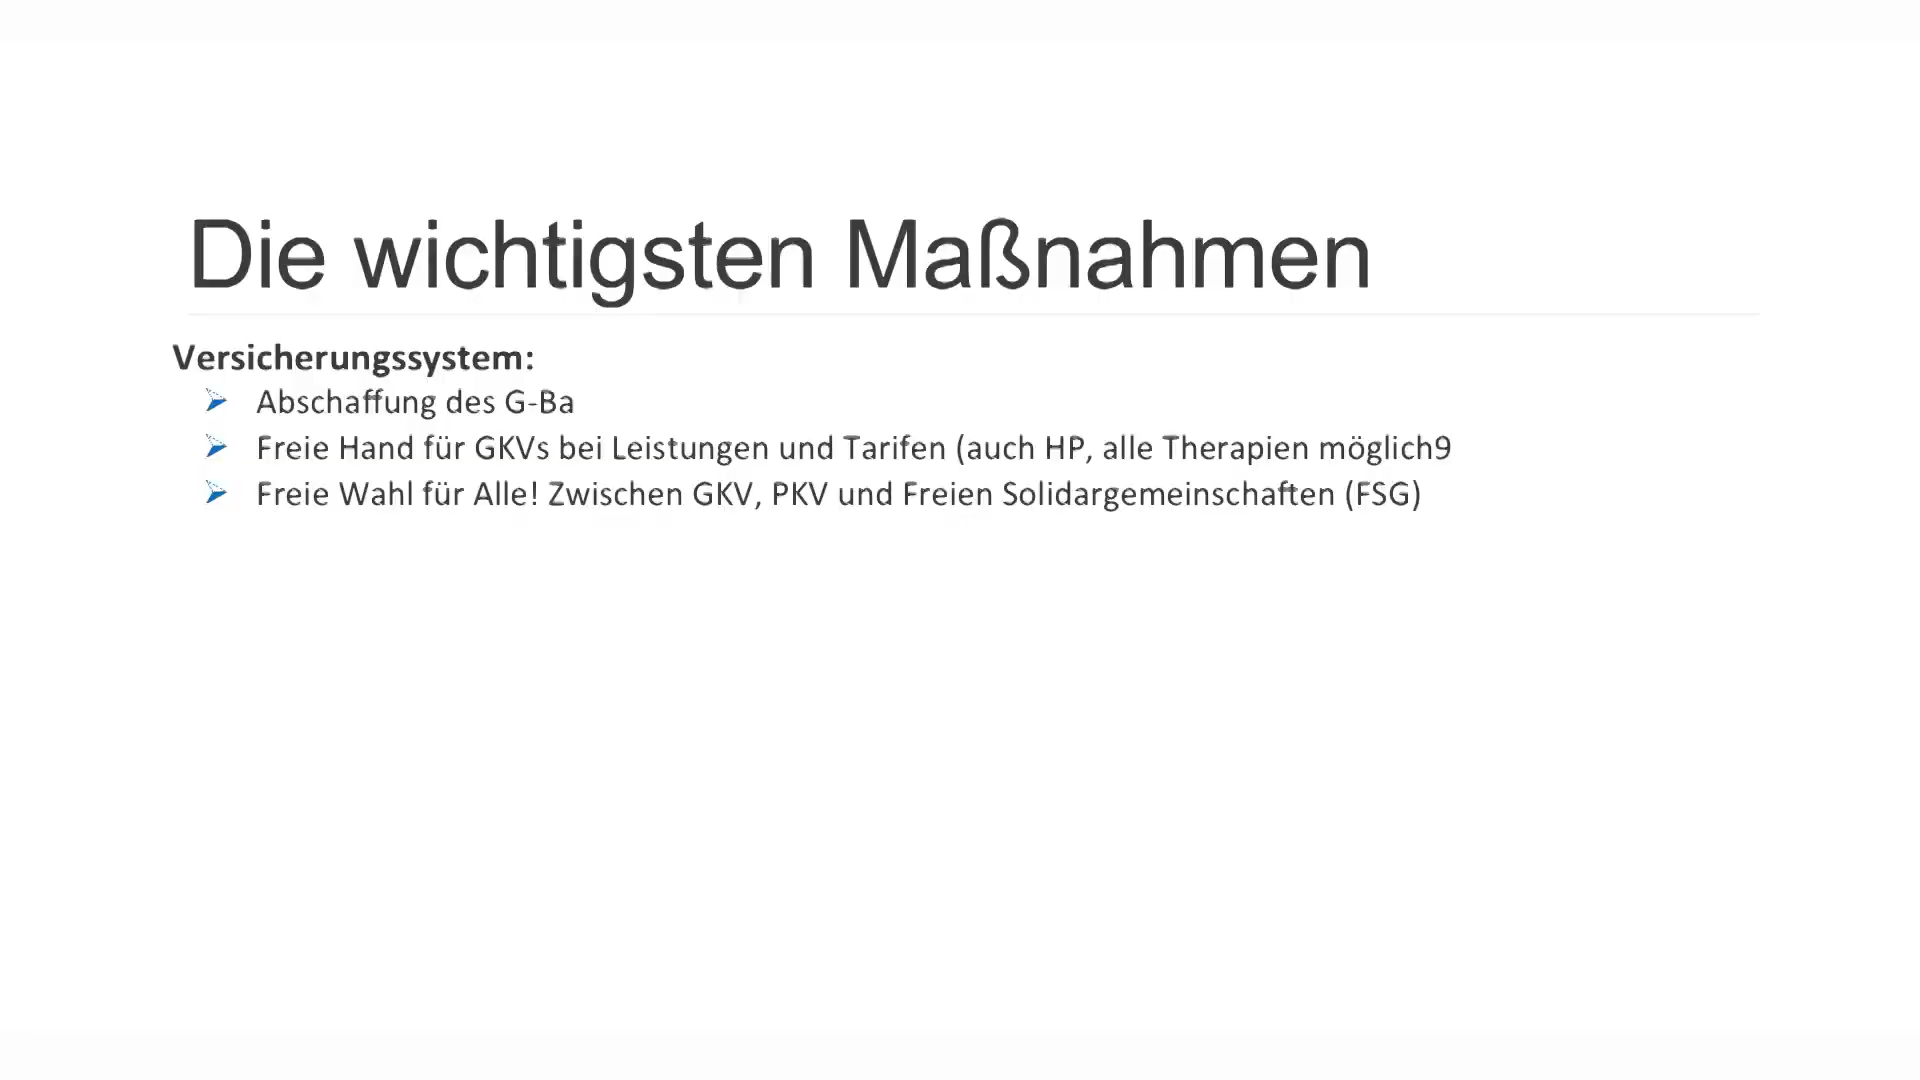 Die wichtigsten Maßnahmen
Versicherungssystem:
Abschaffung des G-Ba
Freie Hand für GKVs bei Leistungen und Tarifen (auch HP, alle Therapien möglich9
Freie Wahl für Alle! Zwischen GKV, PKV und Freien Solidargemeinschaften (FSG)